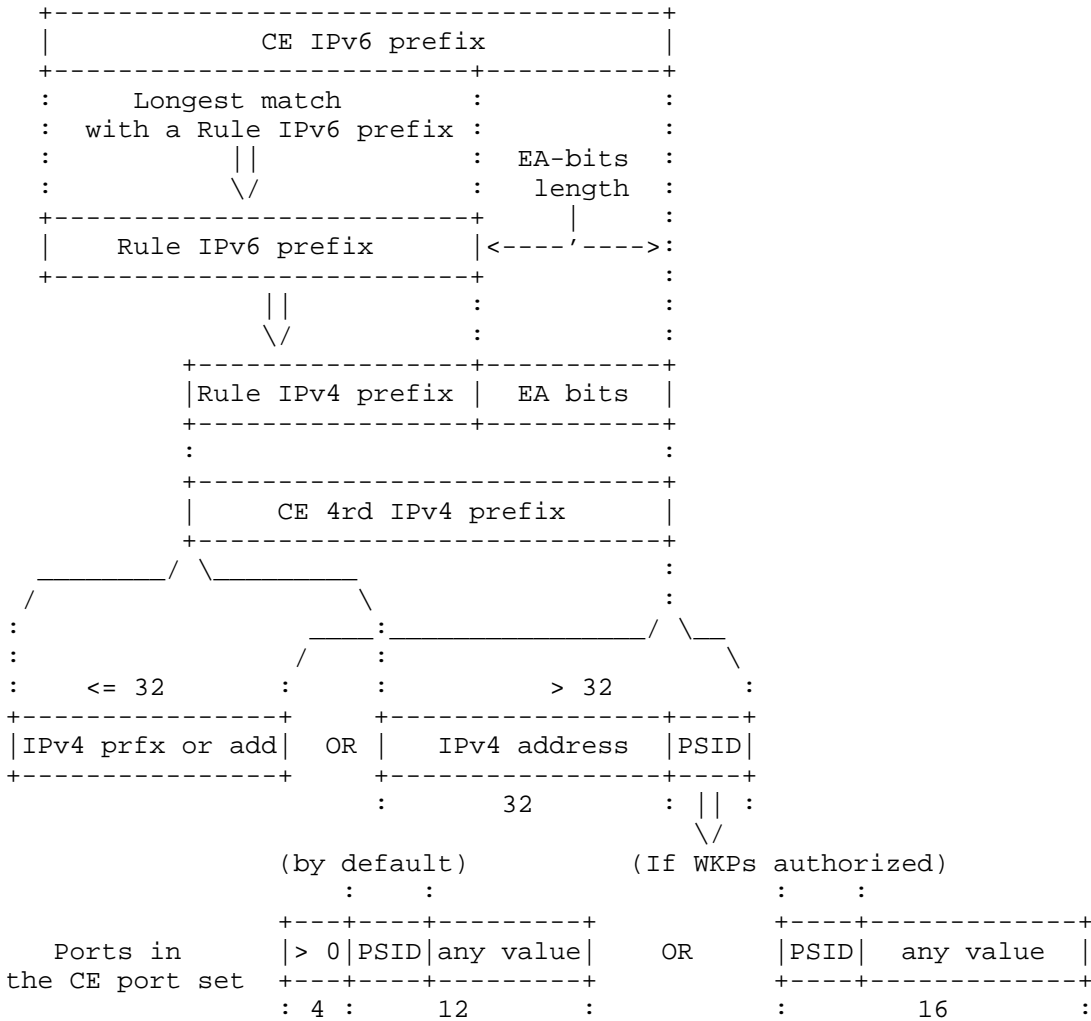 CE IPv6 prefix
Longest match
with a Rule IPv6 prefix
EA-bits
length
Rule IPv6 prefix
Rule IPv4 prefix EA bits
CE 4rd IPv4 prefix
<= 32 > 32
IPv4 prfx or add OR IPv4 address PSID
32
(by default) (If WKPs authorized)
Ports in > 0 PSID any value OR PSID any value
the CE port set
4 12 16